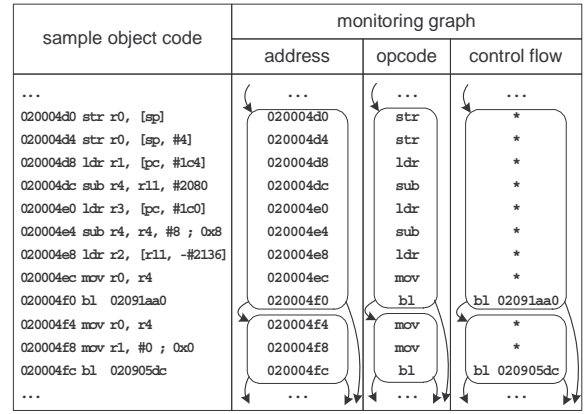 sample object code monitoring graph
address opcode control flow
... ... ... ...
020004d0 str r0, [sp] 020004d0 str *
020004d4 str r0, [sp, #4] 020004d4 str *
020004d8 ldr r1, [pc, #1c4] 020004d8 ldr *
020004dc sub r4, r11, #2080 020004dc sub *
020004e0 ldr r3, [pc, #1c0] 020004e0 ldr *
020004e4 sub r4, r4, #8 ; 0x8 020004e4 sub *
020004e8 ldr r2, [r11, -#2136] 020004e8 ldr *
020004ec mov r0, r4 020004ec mov *
020004f0 bl 02091aa0 020004f0 bl bl 02091aa0
020004f4 mov r0, r4 020004f4 mov *
020004f8 mov r1, #0 ; 0x0 020004f8 mov *
020004fc bl 020905dc 020004fc bl bl 020905dc
... ... ... ...